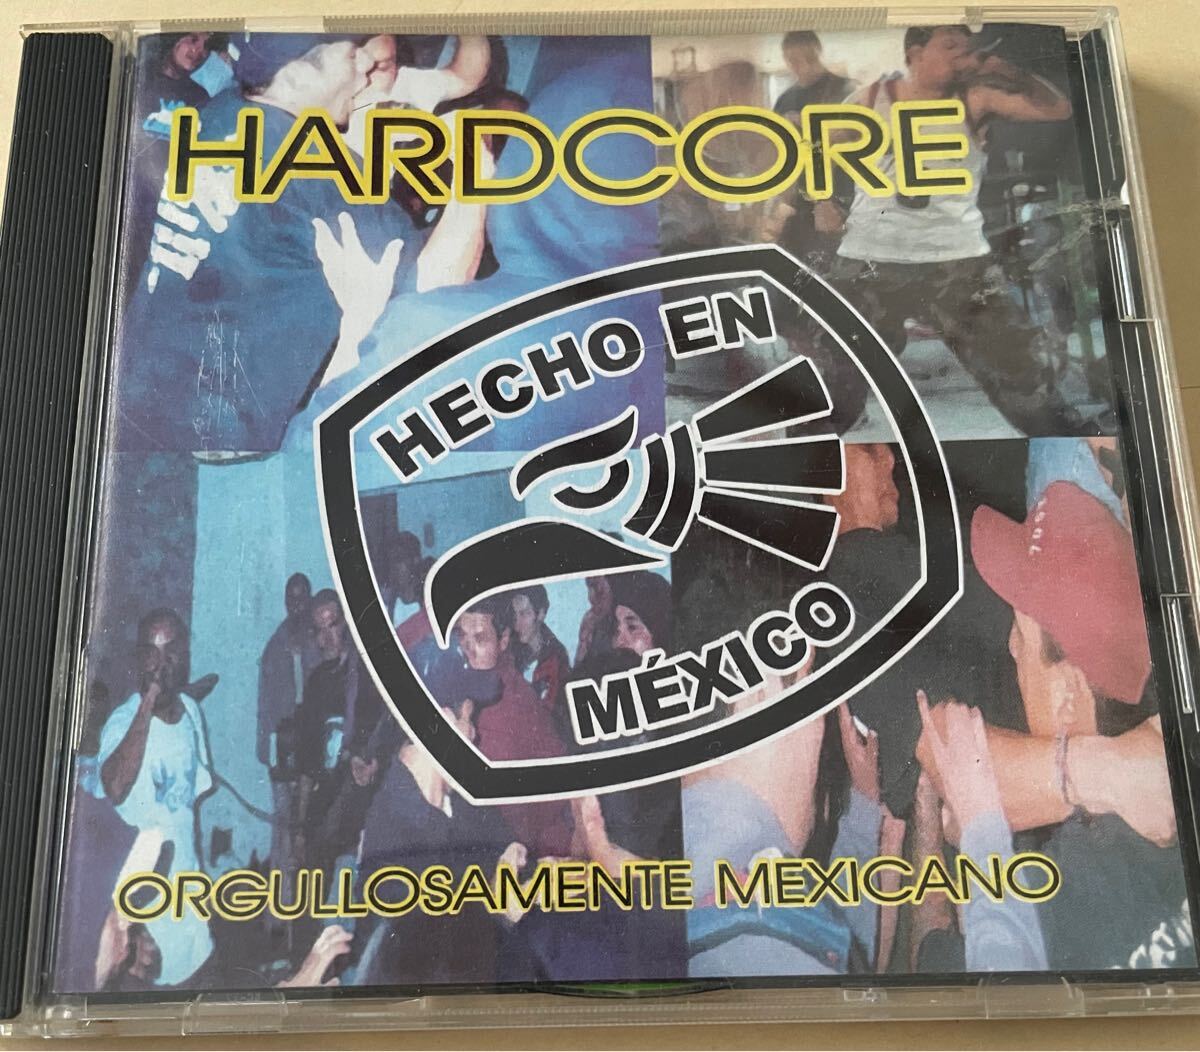 HARDCORE
HECHO EN
MÉXICO
ORGULLOSAMENTE MEXICANO